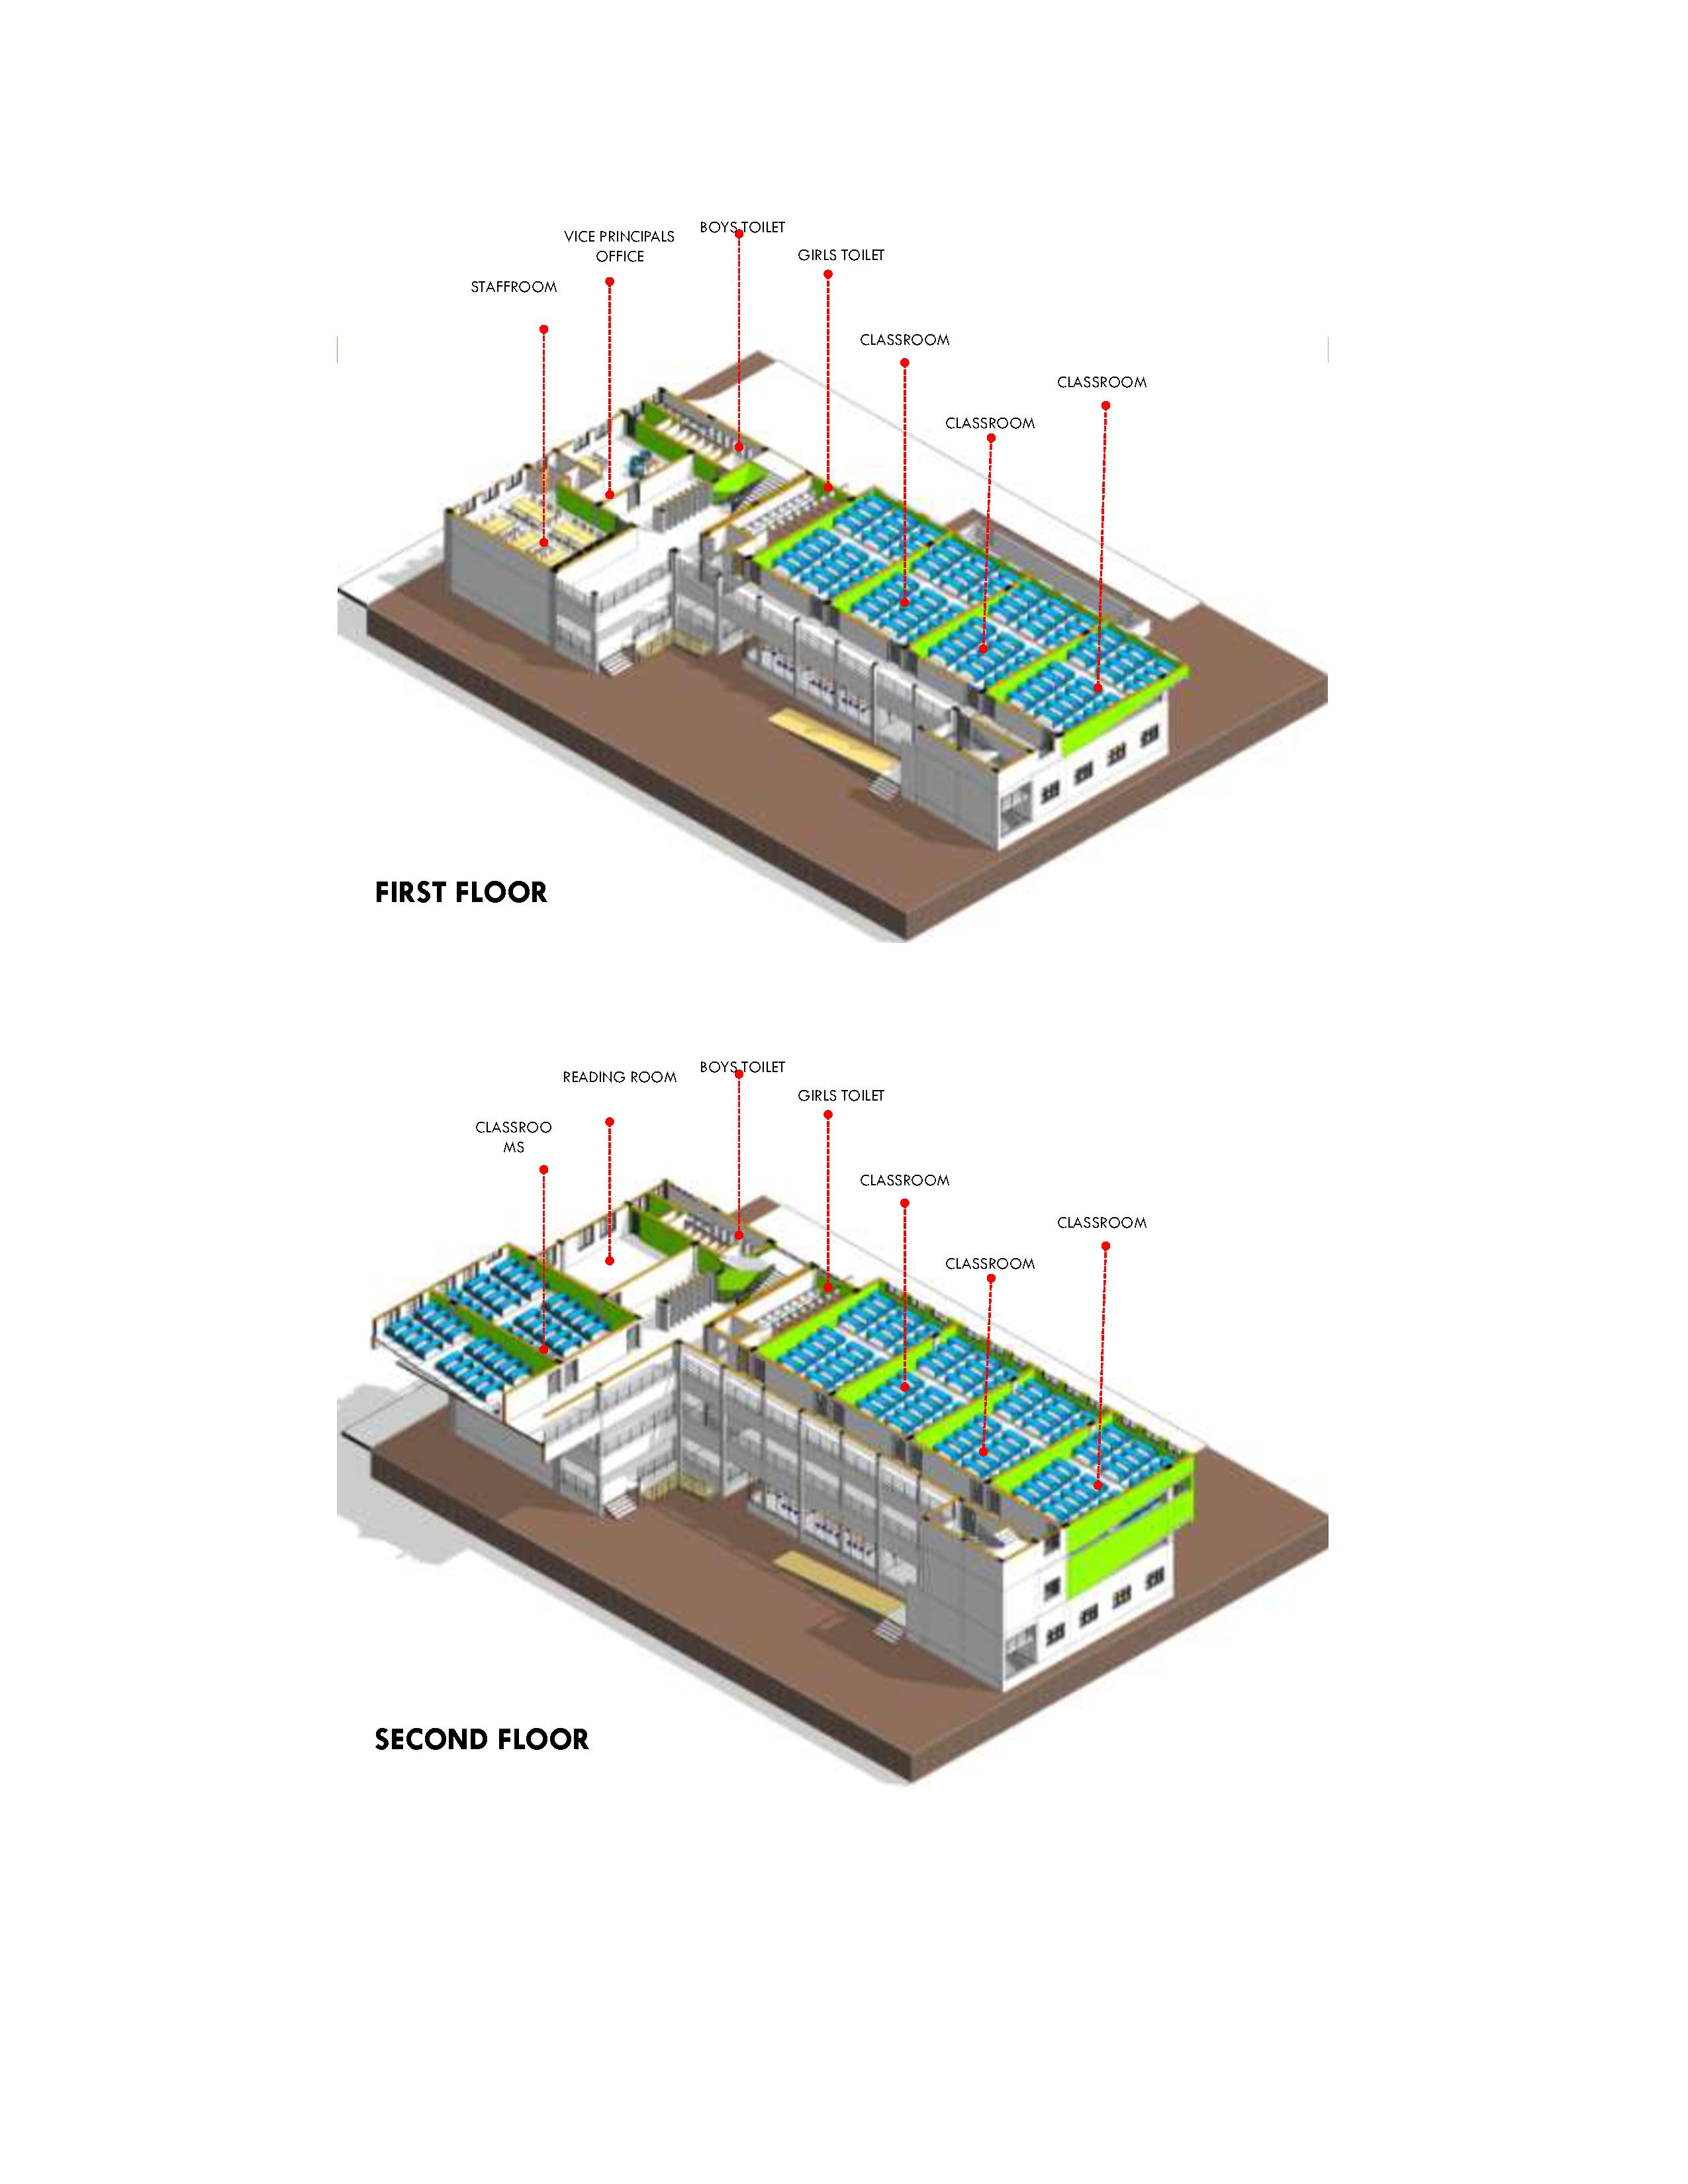 BOYS TOILET
VICE PRINCIPALS
OFFICE
GIRLS TOILET
STAFFROOM
CLASSROOM
CLASSROOM
CLASSROOM
FIRST FLOOR
BOYS TOILET
READING ROOM
GIRLS TOILET
CLASSROO
MS
CLASSROOM
CLASSROOM
CLASSROOM
SECOND FLOOR